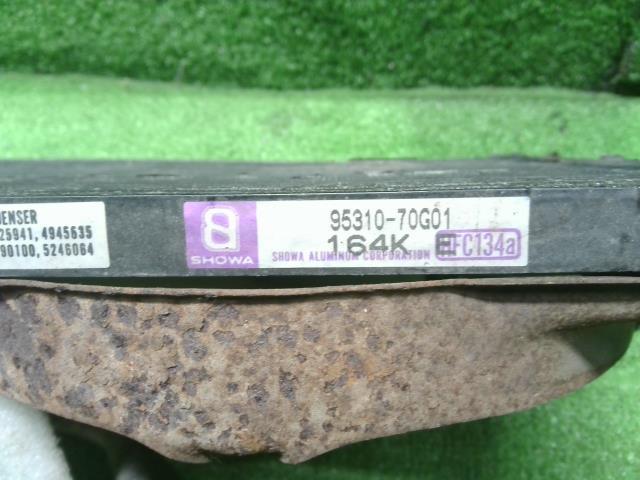 DENSER
25941,4945635
90100,5246064
SHOWA
95310-70G01
164K E
SHOWA ALUMINUM CORPORATION
HFC134a